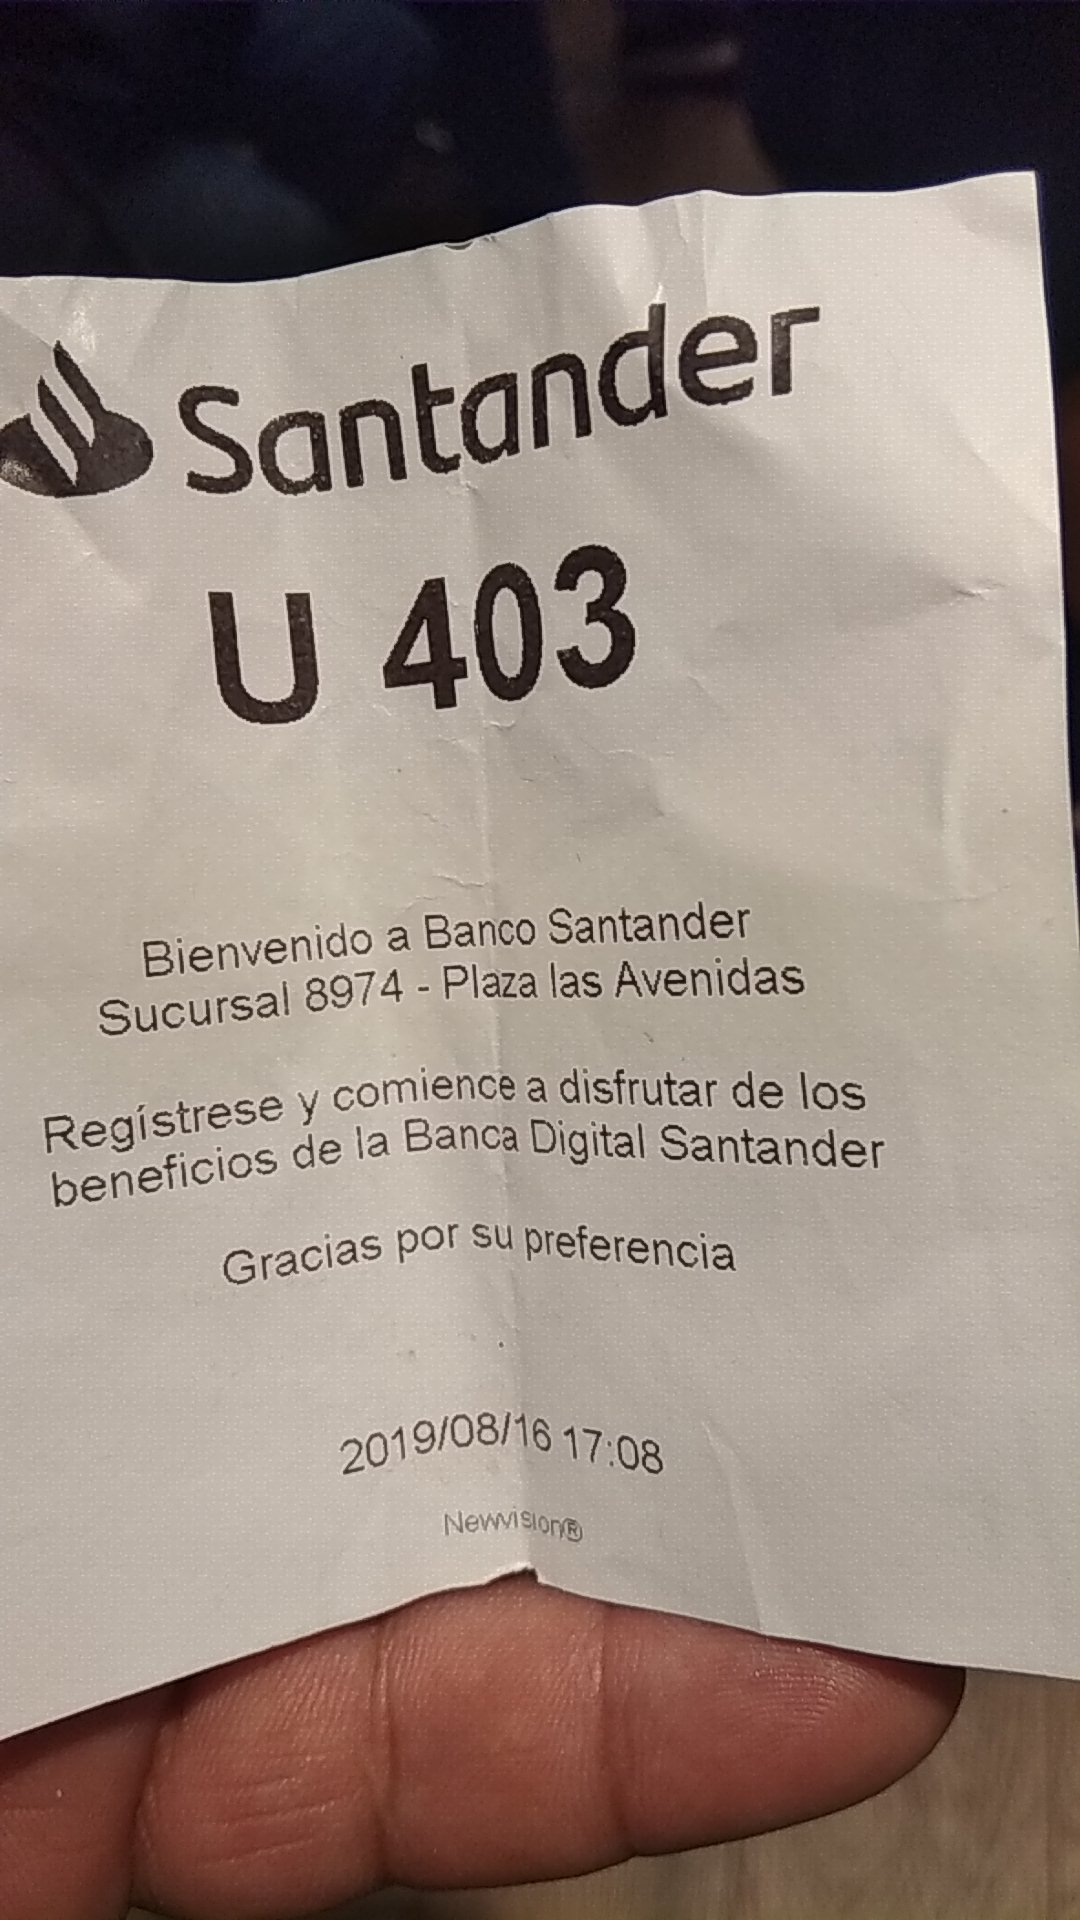 Santander
U 403
Bienvenido a Banco Santander
Sucursal 8974 - Plaza las Avenidas
Regístrese y comience a disfrutar de los
beneficios de la Banca Digital Santander
Gracias por su preferencia
2019/08/16 17:08
Newvision®